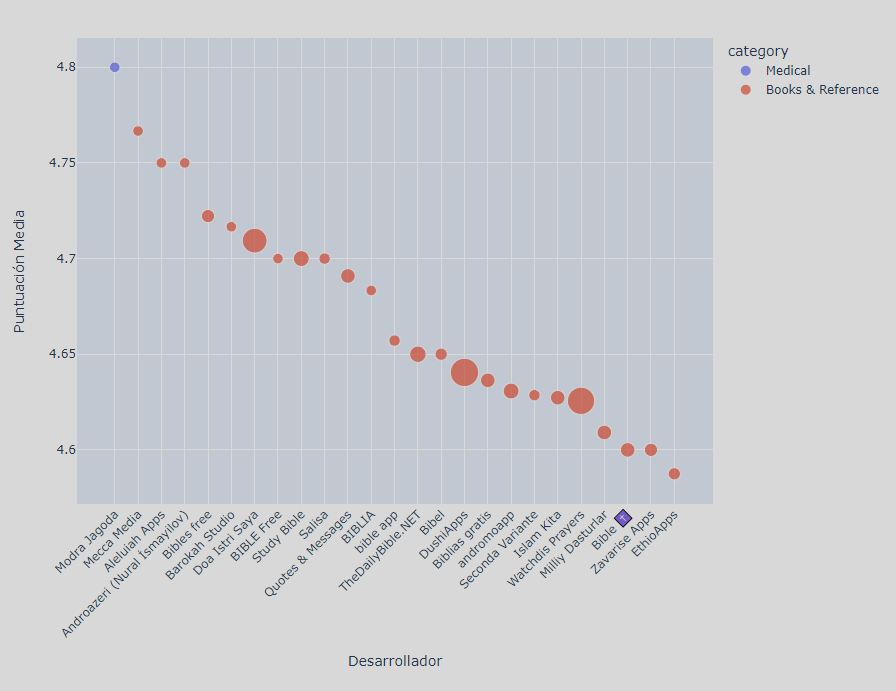 category
Medical
Books & Reference
Puntuación Media
4.8
4.75
4.7
4.65
4.6
Modra Jagoda
Mecca Media
Aleluiah Apps
Androazeri (Nural Ismayilov)
Bibles free
Barokah Studio
Doa Istri Saya
BIBLE Free
Study Bible
Salisa
Quotes & Messages
BIBLIA
bible app
TheDailyBible.NET
Bibel
DushiApps
Biblias gratis
andromoapp
Seconda Variante
Islam Kita
Watchdis Prayers
Milliy Dasturlar
Bible
Zavarise Apps
EthioApps
Desarrollador